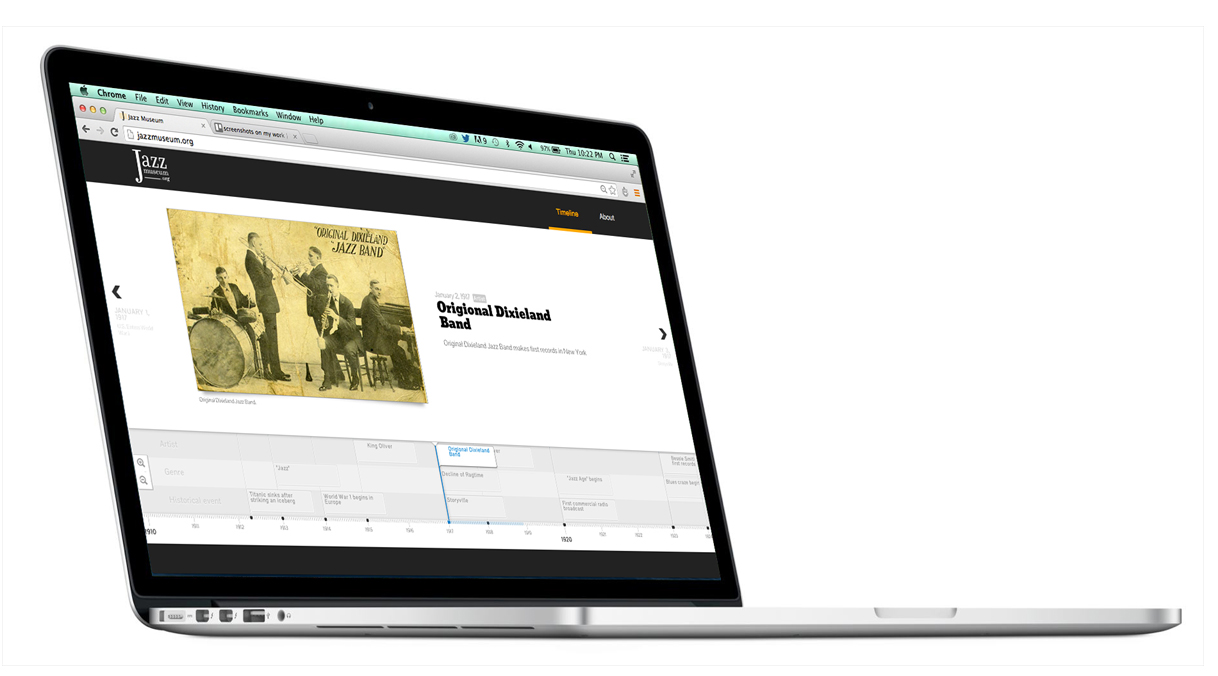 Chrome File Edit View History Bookmarks Window Help
9 97% Thu 10:22 PM
Jazz Museum
screenshots on my work
jazzmuseum.org
Jazz
museum
.org
Timeline About
"ORIGINAL DIXIELAND
"JAZZ BAND"
January 2, 1917 Artist
Origional Dixieland
Band
Original Dixieland Jazz Band makes first records in New York
JANUARY 1,
1917
JANUARY
Original Dixieland Jazz Band.
Artist
King Oliver
Origional Dixieland
Band
Bessie Smith
first records
Genre
"Jazz"
Decline of Ragtime
"Jazz Age" begins
Blues craze begin
Historical event
Titanic sinks after
striking an iceberg
World War 1 begins in
Europe
Storyville
First commercial radio
broadcast
1910 1911 1912 1913 1914 1915 1916 1917 1918 1919 1920 1921 1922 1923